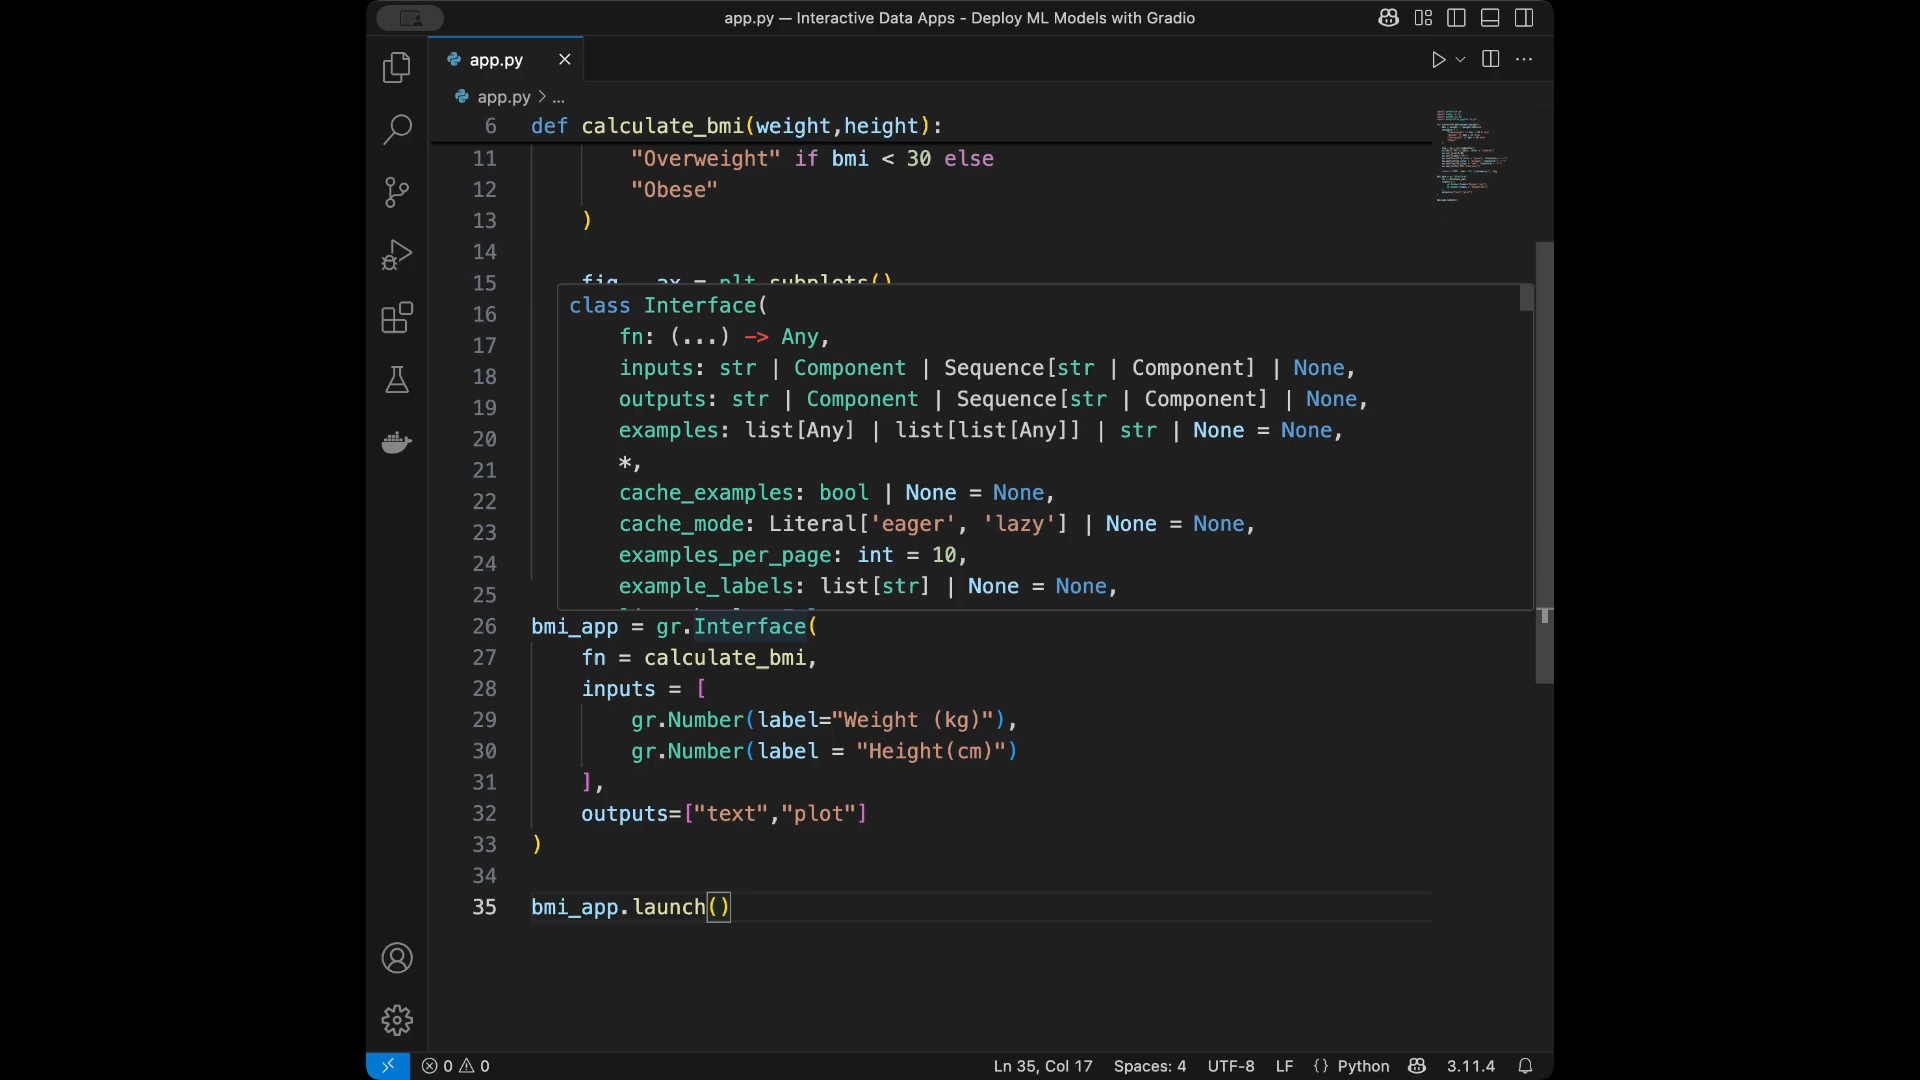 app.py — Interactive Data Apps - Deploy ML Models with Gradio
app.py
app.py > ...
6 def calculate_bmi(weight,height):
11 "Overweight" if bmi < 30 else
12 "Obese"
13 )
14
15 fig, ax = plt.subplots()
16
17
18
19
20
21
22
23
24
25
class Interface(
fn: (...) -> Any,
inputs: str | Component | Sequence[str | Component] | None,
outputs: str | Component | Sequence[str | Component] | None,
examples: list[Any] | list[list[Any]] | str | None = None,
*,
cache_examples: bool | None = None,
cache_mode: Literal['eager', 'lazy'] | None = None,
examples_per_page: int = 10,
example_labels: list[str] | None = None,
26 bmi_app = gr.Interface(
27 fn = calculate_bmi,
28 inputs = [
29 gr.Number(label="Weight (kg)"),
30 gr.Number(label = "Height(cm)")
31 ],
32 outputs=["text","plot"]
33 )
34
35 bmi_app.launch()
0 0 Ln 35, Col 17 Spaces: 4 UTF-8 LF {} Python 3.11.4